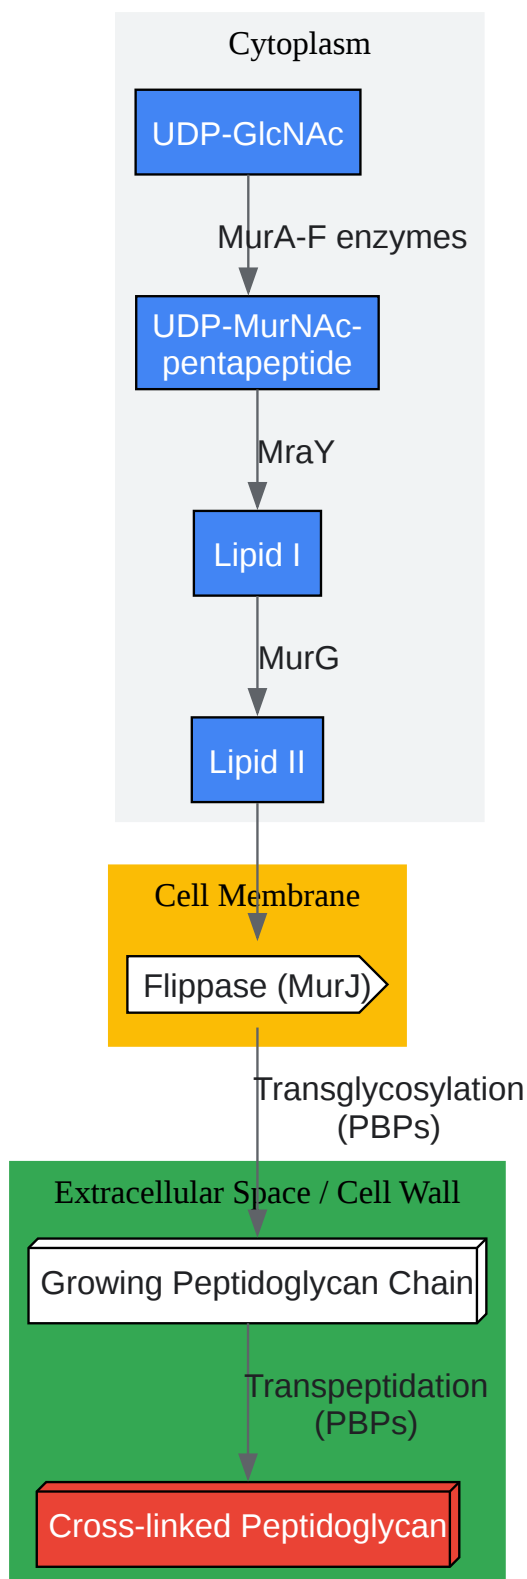 Cytoplasm
UDP-GlcNAc
MurA-F enzymes
UDP-MurNAc-
pentapeptide
MraY
Lipid I
MurG
Lipid II
Cell Membrane
Flippase (MurJ)
Transglycosylation
(PBPs)
Extracellular Space / Cell Wall
Growing Peptidoglycan Chain
Transpeptidation
(PBPs)
Cross-linked Peptidoglycan